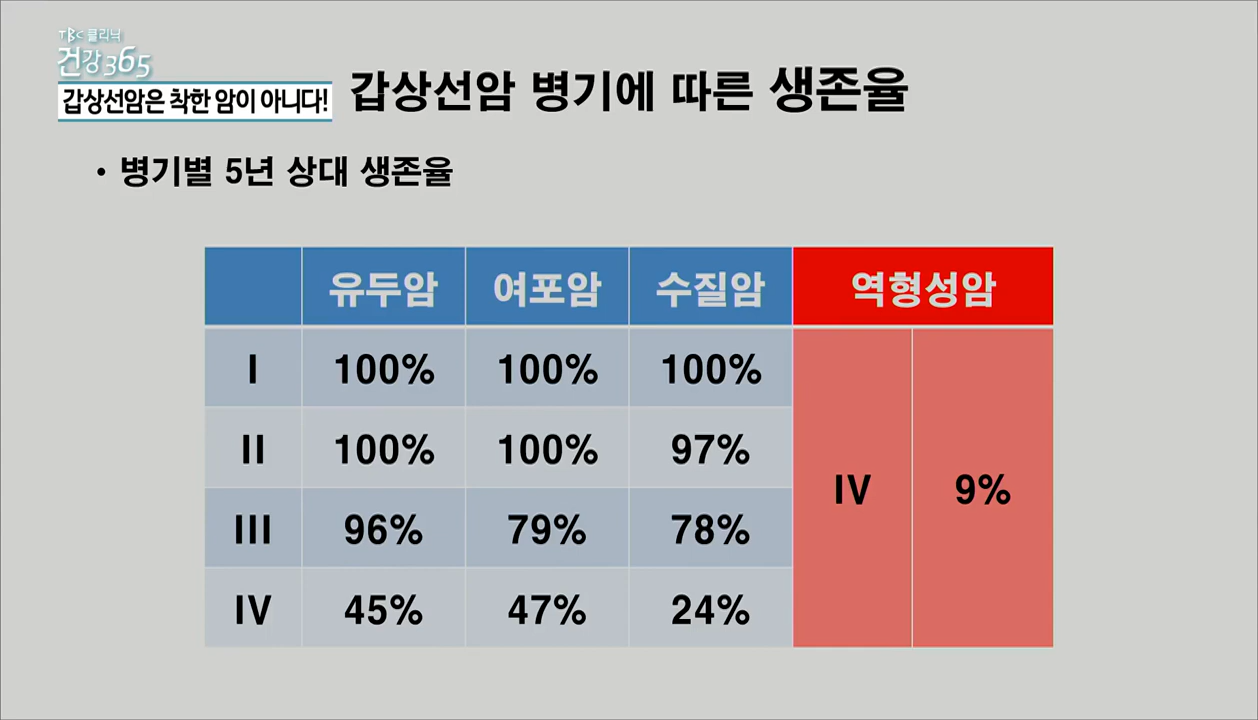 TBC 클리닉
건강365
갑상선암은 착한 암이 아니다!
갑상선암 병기에 따른 생존율
• 병기별 5년 상대 생존율
유두암 여포암 수질암 역형성암
I 100% 100% 100%
II 100% 100% 97%
IV 9%
III 96% 79% 78%
IV 45% 47% 24%